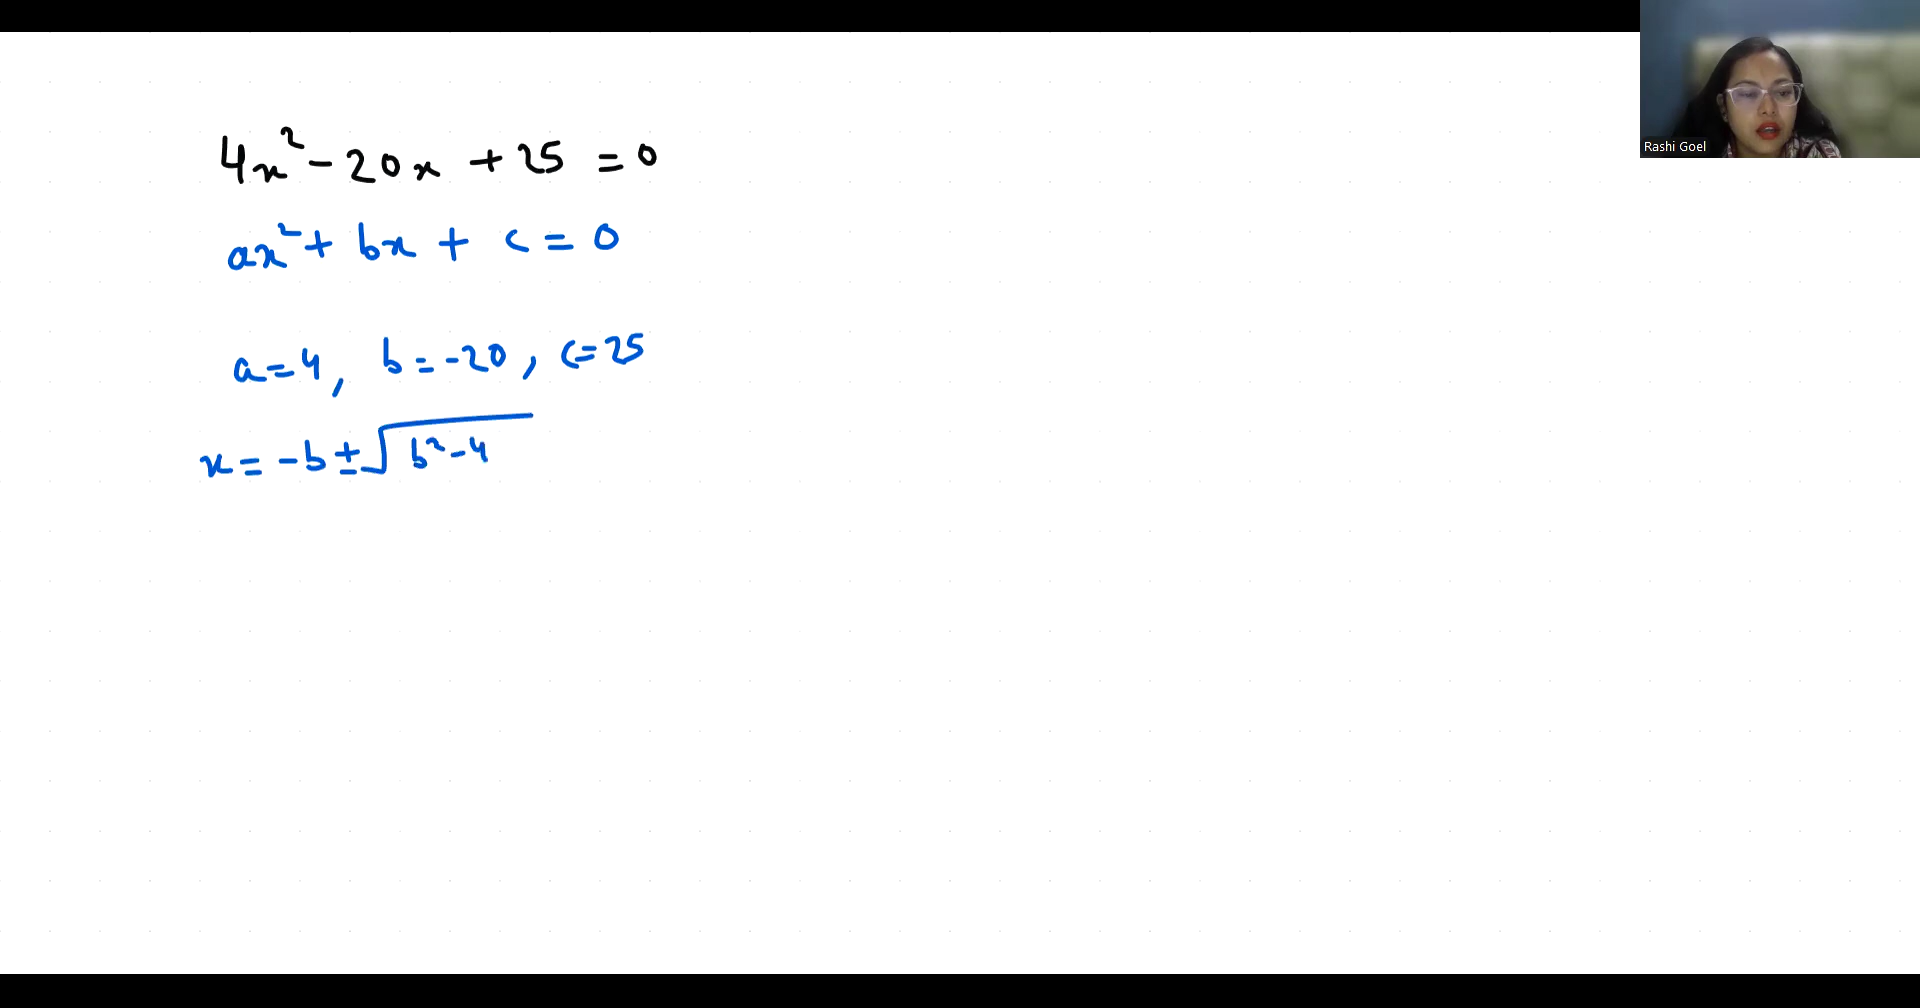 4x² - 20x + 25 = 0
ax² + bx + c = 0
a = 4, b = -20, c = 25
x = -b ± √b² - 4
Rashi Goel